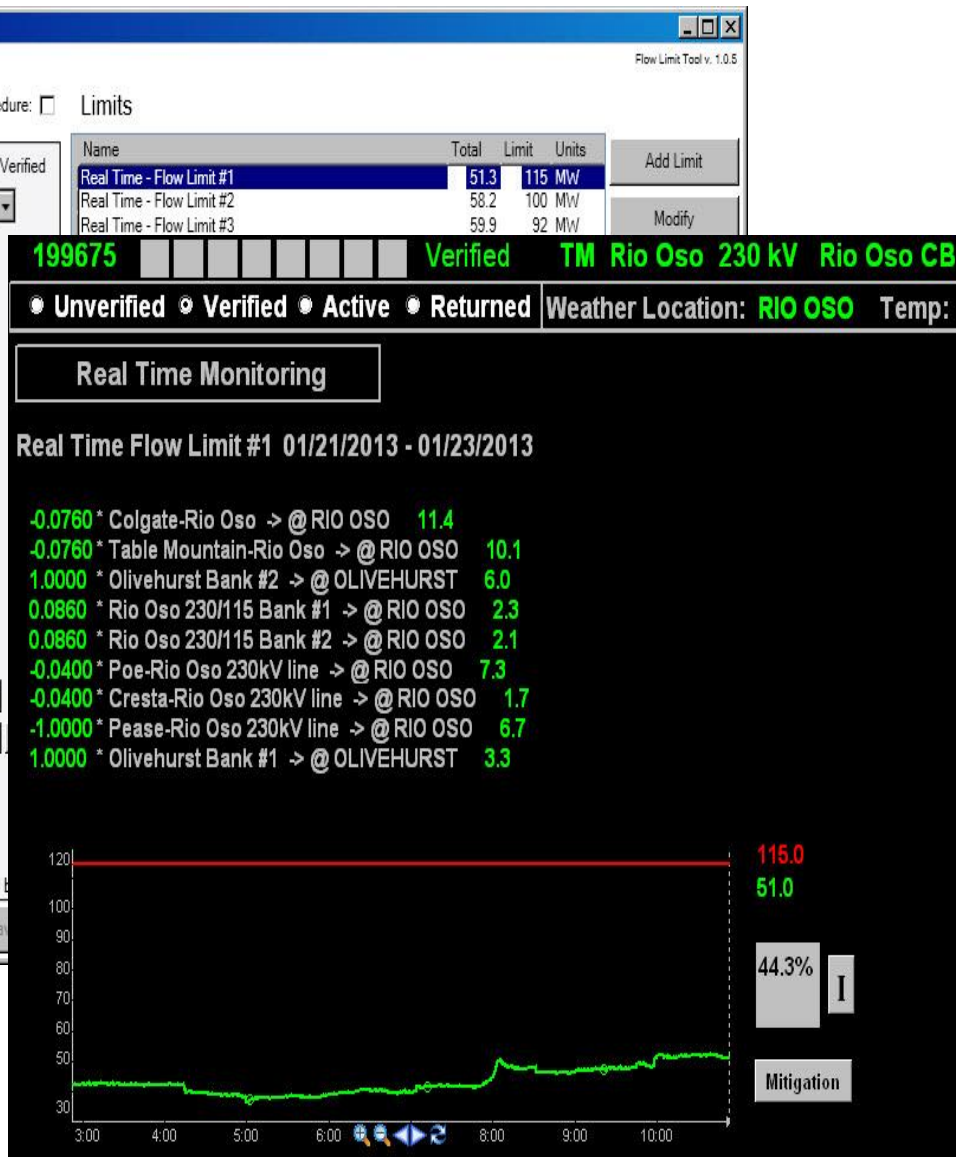 Flow Limit Tool v. 1.0.5
edure: Limits
Verified
Name Total Limit Units
Real Time - Flow Limit #1 51.3 115 MW
Real Time - Flow Limit #2 58.2 100 MW
Real Time - Flow Limit #3 59.9 92 MW
Add Limit
Modify
199675 Verified TM Rio Oso 230 kV Rio Oso CB
Unverified Verified Active Returned Weather Location: RIO OSO Temp:
Real Time Monitoring
Real Time Flow Limit #1 01/21/2013 - 01/23/2013
-0.0760 * Colgate-Rio Oso -> @ RIO OSO 11.4
-0.0760 * Table Mountain-Rio Oso -> @ RIO OSO 10.1
1.0000 * Olivehurst Bank #2 -> @ OLIVEHURST 6.0
0.0860 * Rio Oso 230/115 Bank #1 -> @ RIO OSO 2.3
0.0860 * Rio Oso 230/115 Bank #2 -> @ RIO OSO 2.1
-0.0400 * Poe-Rio Oso 230kV line -> @ RIO OSO 7.3
-0.0400 * Cresta-Rio Oso 230kV line -> @ RIO OSO 1.7
-1.0000 * Pease-Rio Oso 230kV line -> @ RIO OSO 6.7
1.0000 * Olivehurst Bank #1 -> @ OLIVEHURST 3.3
120
100
90
80
70
60
50
30
3:00 4:00 5:00 6:00 8:00 9:00 10:00
115.0
51.0
44.3% I
Mitigation